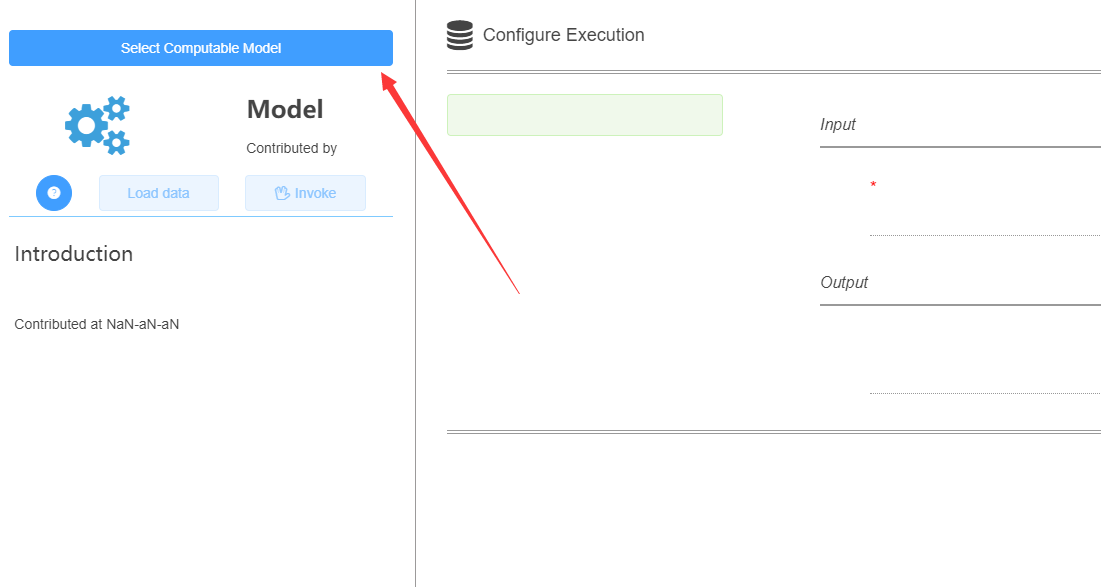 Select Computable Model
Model
Contributed by
?
Load data
Invoke
Introduction
Contributed at NaN-aN-aN
Configure Execution
Input
*
Output